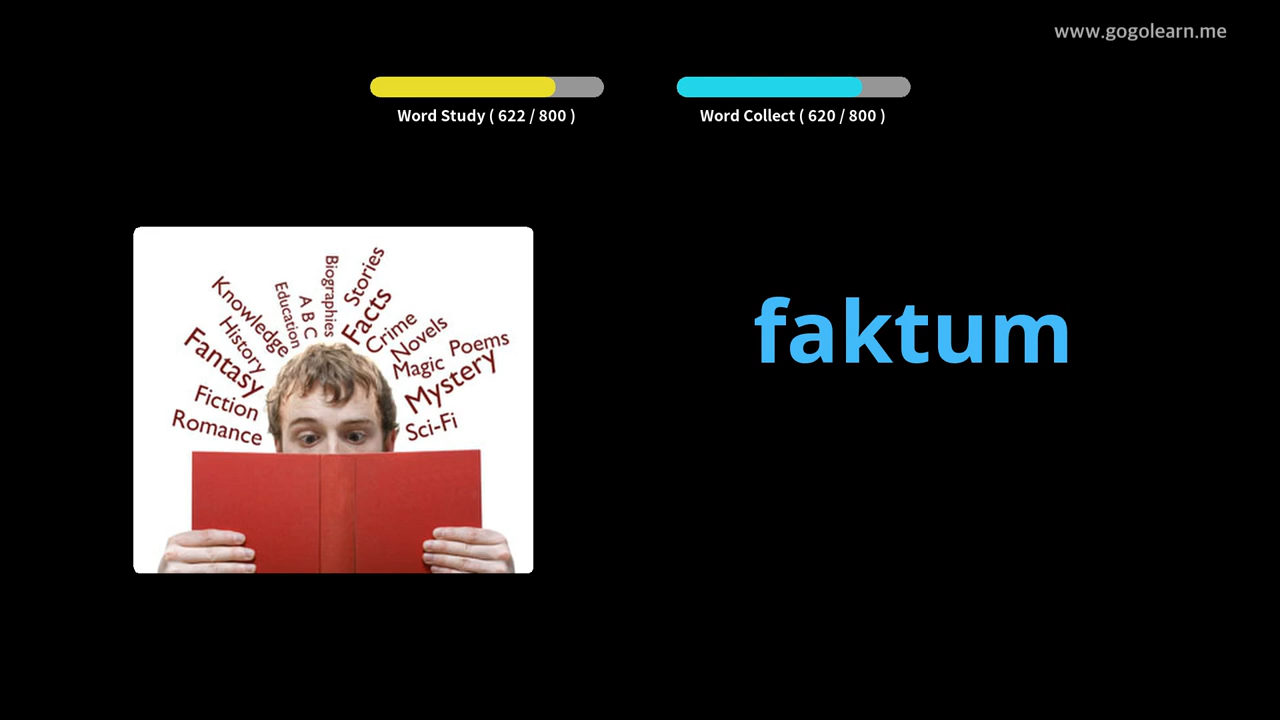 www.gogolearn.me
Word Study ( 622 / 800 )
Word Collect ( 620 / 800 )
faktum
Romance
Fiction
Fantasy
History
Knowledge
Education
A B C
Biographies
Stories
Facts
Crime
Novels
Magic
Poems
Mystery
Sci-Fi